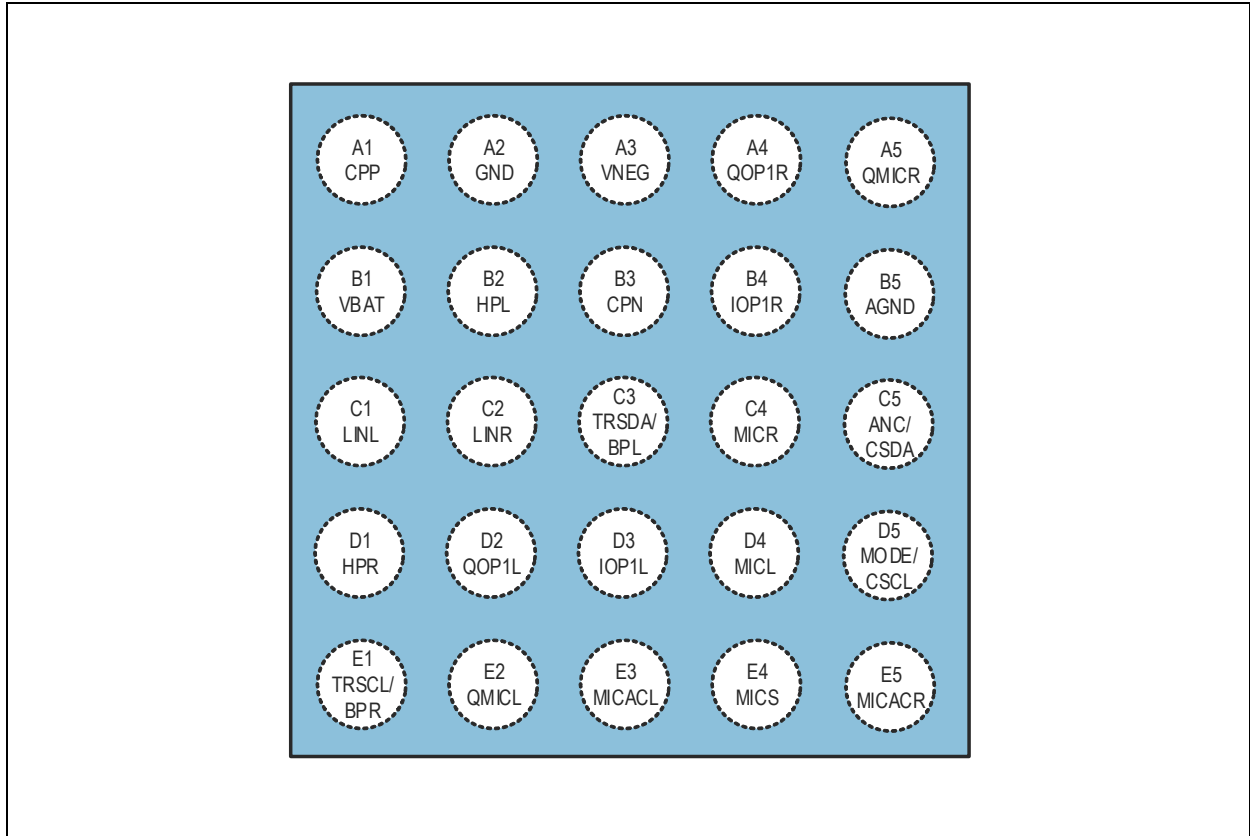 A1
CPP
A2
GND
A3
VNEG
A4
QOP1R
A5
QMICR
B1
VBAT
B2
HPL
B3
CPN
B4
IOP1R
B5
AGND
C1
LINL
C2
LINR
C3
TRSDA/
BPL
C4
MICR
C5
ANC/
CSDA
D1
HPR
D2
QOP1L
D3
IOP1L
D4
MICL
D5
MODE/
CSCL
E1
TRSCL/
BPR
E2
QMICL
E3
MICACL
E4
MICS
E5
MICACR